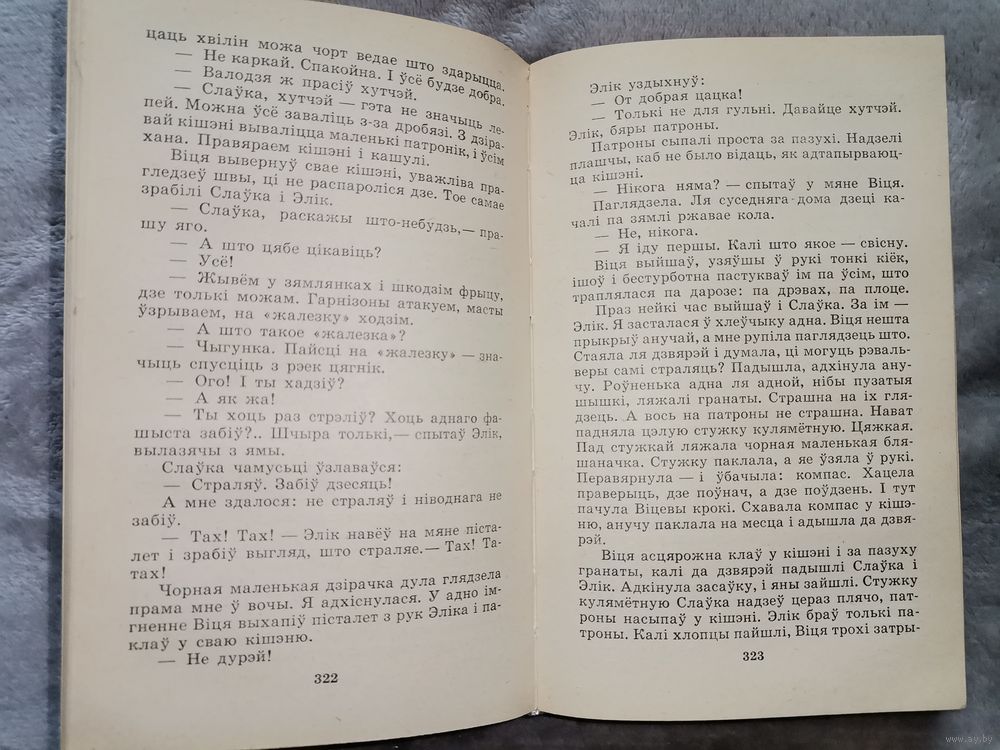 цаць хвілін можа чорт ведае што здарыцца.
— Не каркай. Спакойна. І ўсё будзе добра.
— Валодзя ж прасіў хутчэй.
— Слаўка, хутчэй — гэта не значыць ле-
пей. Можна ўсё заваліць з-за дробязі. З дзіра-
вай кішэні вываліцца маленькі патронік, і ўсім
хана. Правяраем кішэні і кашулі.
Віця вывернуў свае кішэні, уважліва пра-
гледзеў швы, ці не распароліся дзе. Тое самае
зрабілі Слаўка і Элік.
— Слаўка, раскажы што-небудзь,— пра-
шу яго.
— А што цябе цікавіць?
— Усё!
— Жывём у зямлянках і шкодзім фрыцу,
дзе толькі можам. Гарнізоны атакуем, масты
ўзрываем, на «жалезку» ходзім.
— А што такое «жалезка»?
— Чыгунка. Пайсці на «жалезку» — зна-
чыць спусціць з рэек цягнік.
— Ого! І ты хадзіў?
— А як жа!
— Ты хоць раз стрэліў? Хоць аднаго фа-
шыста забіў?.. Шчыра толькі,— спытаў Элік,
вылазячы з ямы.
Слаўка чамусьці ўзлаваўся:
— Страляў. Забіў дзесяць!
А мне здалося: не страляў і ніводнага не
забіў.
— Тах! Тах! — Элік навёў на мяне піста-
лет і зрабіў выгляд, што страляе.— Тах! Та-
тах!
Чорная маленькая дзірачка дула глядзела
прама мне ў вочы. Я адхіснулася. У адно ім-
гненне Віця выхапіў пісталет з рук Эліка і па-
клаў у сваю кішэню.
— Не дурэй!
322
Элік уздыхнуў:
— От добрая цацка!
— Толькі не для гульні. Давайце хутчэй.
Элік, бяры патроны.
Патроны сыпалі проста за пазухі. Надзелі
плашчы, каб не было відаць, як адтапырваюц-
ца кішэні.
— Нікога няма? — спытаў у мяне Віця.
Паглядзела. Ля суседняга дома дзеці ка-
чалі па зямлі ржавае кола.
— Не, нікога.
— Я іду першы. Калі што якое — свісну.
Віця выйшаў, узяўшы ў рукі тонкі кіёк,
ішоў і бестурботна пастукваў ім па ўсім, што
траплялася па дарозе: па дрэвах, па плоце.
Праз нейкі час выйшаў і Слаўка. За ім —
Элік. Я засталася ў хлеўчыку адна. Віця нешта
прыкрыў анучай, а мне рупіла паглядзець што.
Стаяла ля дзвярэй і думала, ці могуць рэваль-
веры самі страляць? Падышла, адхінула ану-
чу. Роўненька адна ля адной, нібы пузатыя
шышкі, ляжалі гранаты. Страшна на іх гля-
дзець. А вось на патроны не страшна. Нават
падняла цэлую стужку кулямётную. Цяжкая.
Пад стужкай ляжала чорная маленькая бля-
шаначка. Стужку паклала, а яе ўзяла ў рукі.
Перавярнула — і ўбачыла: компас. Хацела
праверыць, дзе поўнач, а дзе поўдзень. І тут
пачула Віцевы крокі. Схавала компас у кішэ-
ню, анучу паклала на месца і адышла да дзвя-
рэй.
Віця асцярожна клаў у кішэні і за пазуху
гранаты, калі да дзвярэй падышлі Слаўка і
Элік. Адкінула засаўку, і яны зайшлі. Стужку
кулямётную Слаўка надзеў цераз плячо, пат-
роны насыпаў у кішэні. Элік браў толькі па-
троны. Калі хлопцы пайшлі, Віця трохі затры-
323
www.ay.by